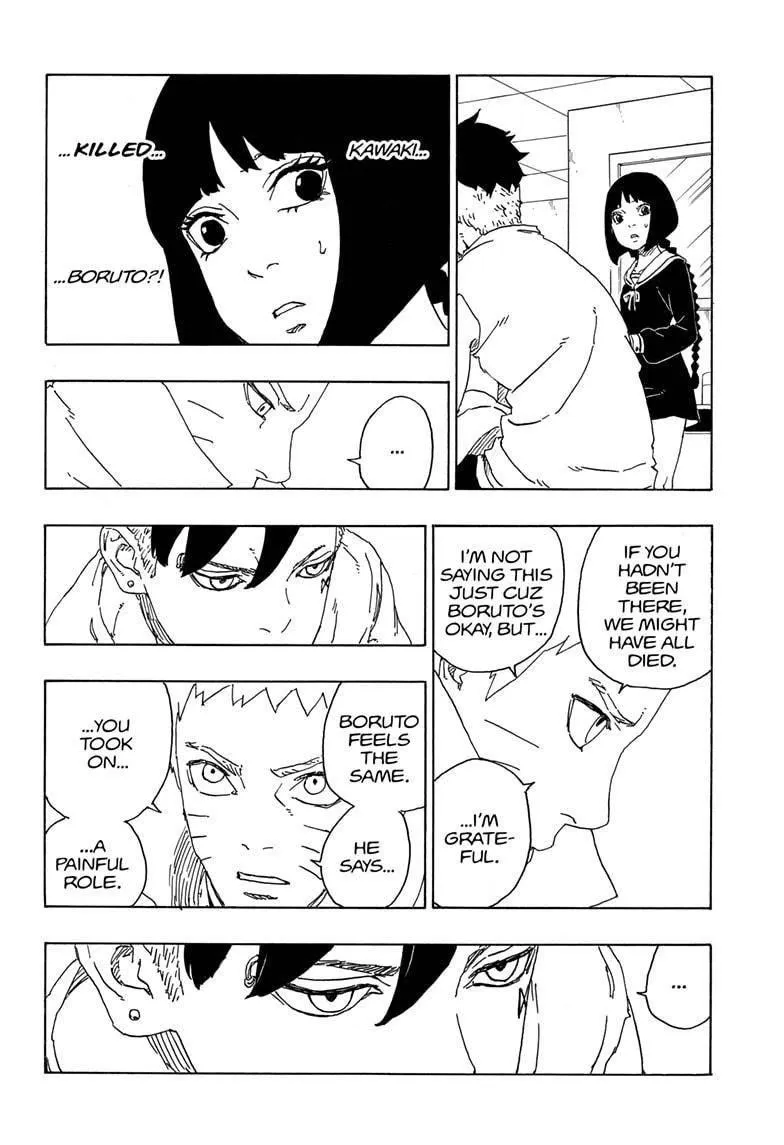 KAWAKI...
...KILLED...
...BORUTO?!
...
IF YOU
HADN'T
BEEN
THERE,
WE MIGHT
HAVE ALL
DIED.
I'M NOT
SAYING THIS
JUST CUZ
BORUTO'S
OKAY, BUT...
...I'M
GRATE-
FUL.
BORUTO
FEELS
THE
SAME.
HE
SAYS...
...YOU
TOOK
ON...
...A
PAINFUL
ROLE.
...